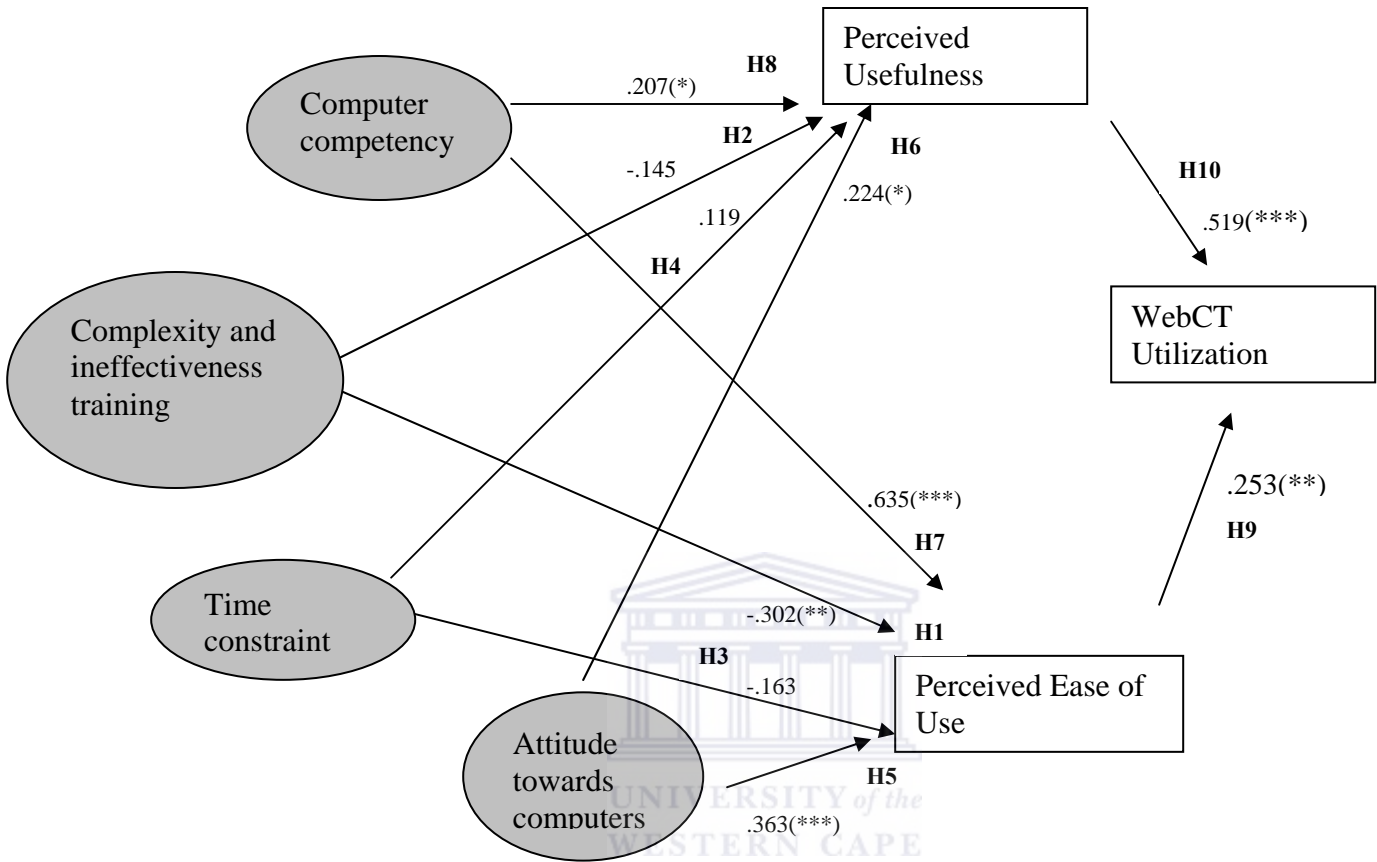 Perceived
Usefulness
H8
.207(*)
Computer
competency
H2
H6
-.145
H10
.224(*)
.119
.519(***)
H4
WebCT
Utilization
Complexity and
ineffectiveness
training
.253(**)
.635(***)
H9
H7
Time
constraint
-.302(**)
H1
H3
-.163
Perceived Ease of
Use
Attitude
towards
computers
H5
.363(***)
UNIVERSITY of the
WESTERN CAPE